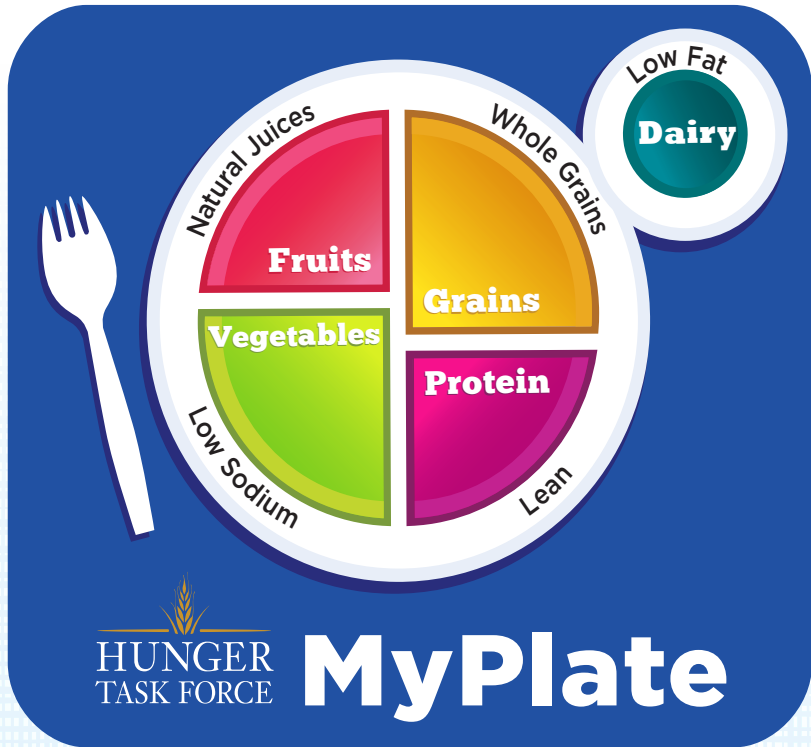 Low Fat
Dairy
Natural Juices
Whole Grains
Fruits
Grains
Vegetables
Protein
Low Sodium
Lean
HUNGER
TASK FORCE
MyPlate